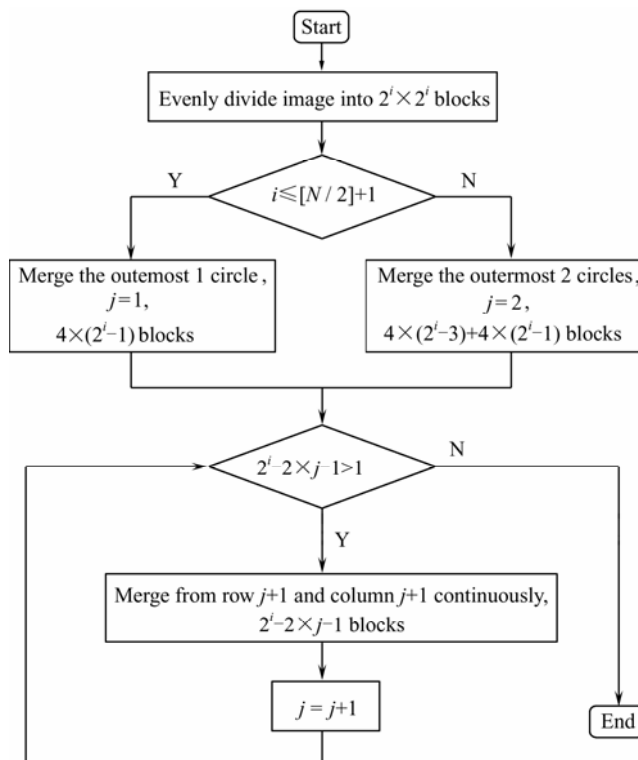 Start
Evenly divide image into 2^i × 2^i blocks
Y
i≤[N / 2]+1
N
Merge the outemost 1 circle ,
j=1,
4×(2^i–1) blocks
Merge the outermost 2 circles,
j=2 ,
4×(2^i–3)+4×(2^i–1) blocks
2^i–2×j–1>1
N
Y
Merge from row j+1 and column j+1 continuously,
2^i–2×j–1 blocks
j = j+1
End